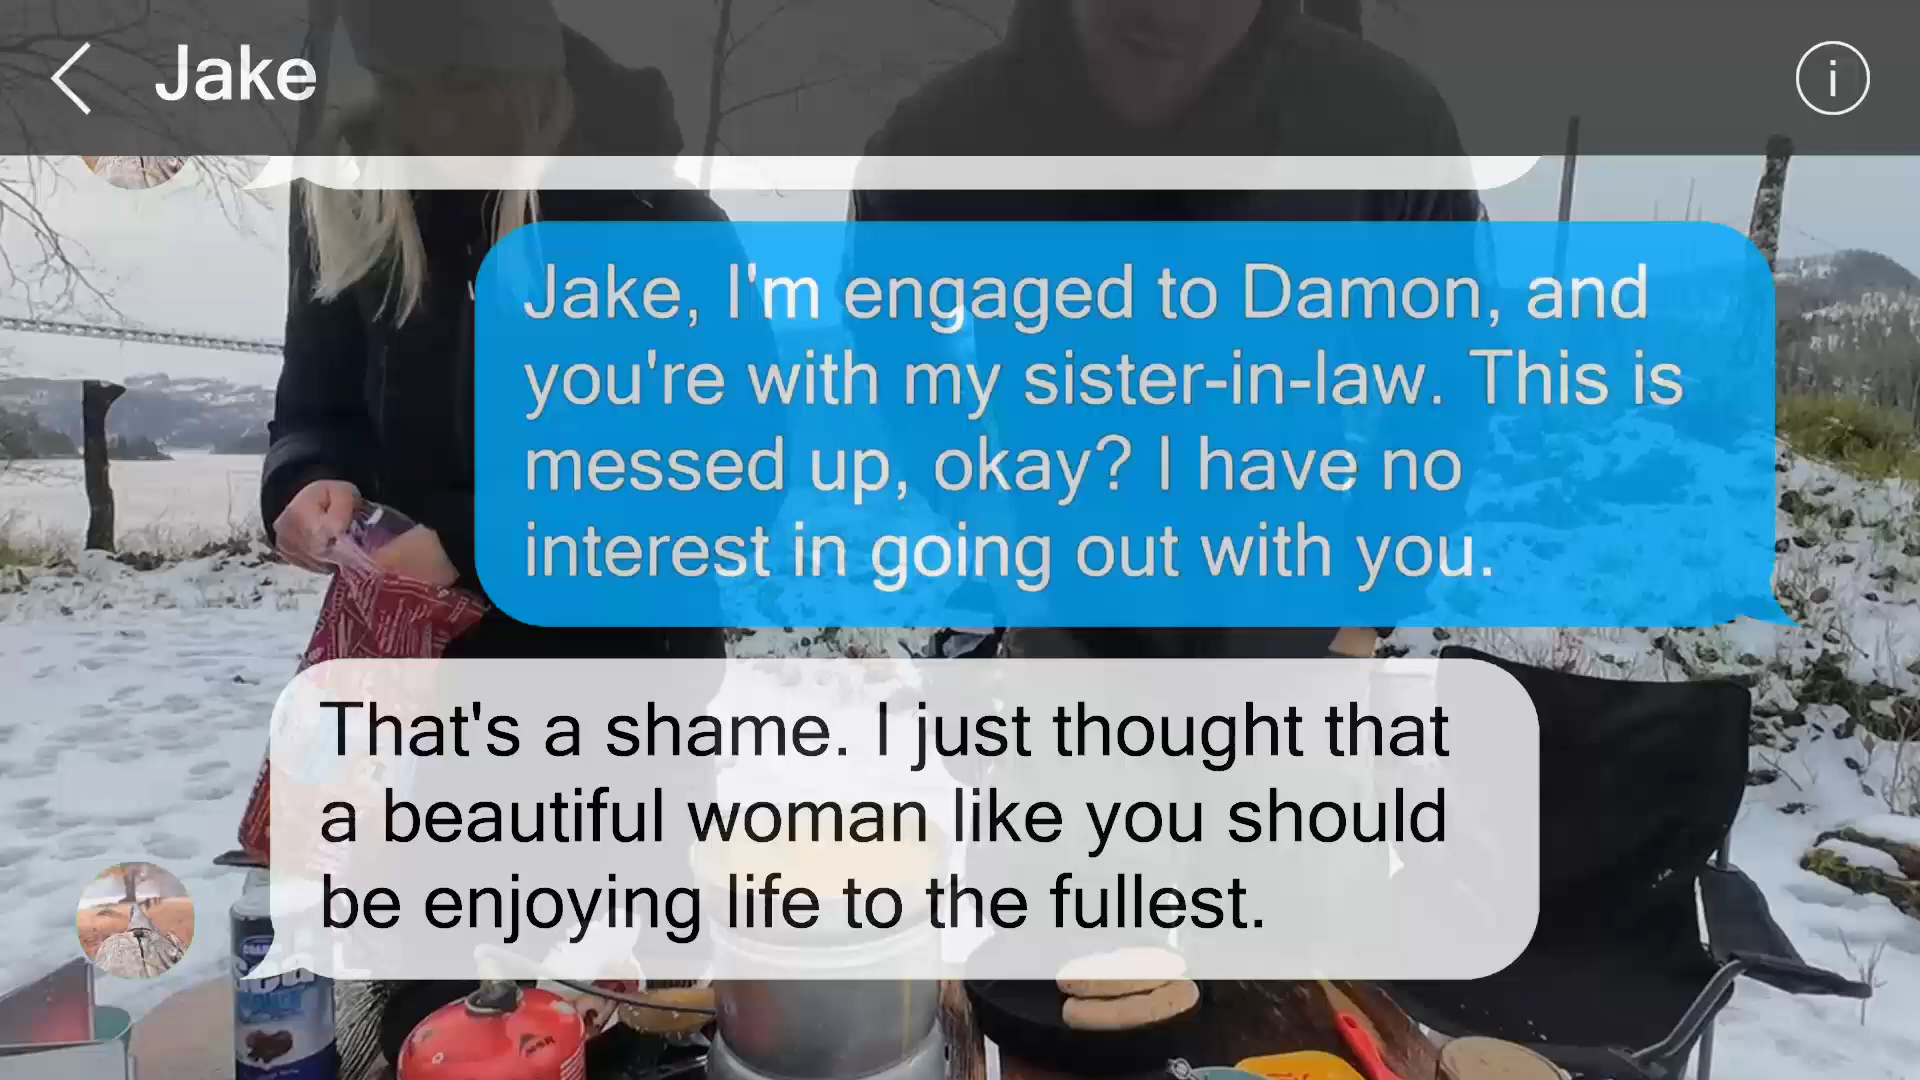 Jake
i
Jake, I'm engaged to Damon, and
you're with my sister-in-law. This is
messed up, okay? I have no
interest in going out with you.
That's a shame. I just thought that
a beautiful woman like you should
be enjoying life to the fullest.
MSR